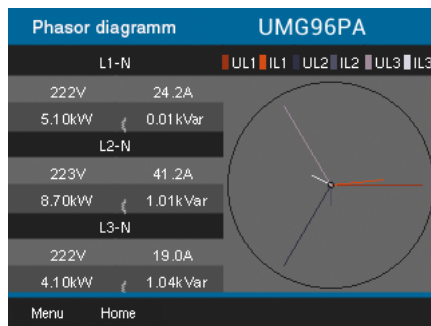 Phasor diagramm UMG96PA
L1-N UL1 IL1 UL2 IL2 UL3 IL3
222V 24.2A
5.10kW 0.01kVar
L2-N
223V 41.2A
8.70kW 1.01kVar
L3-N
222V 19.0A
4.10kW 1.04kVar
Menu Home